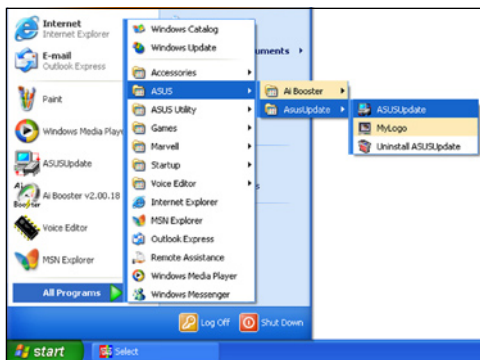 Internet
Internet Explorer
E-mail
Outlook Express
Paint
Windows Media Playe
ASUSUpdate
Ai Booster v2.00.18
Voice Editor
MSN Explorer
All Programs
Windows Catalog
Windows Update
Accessories
ASUS
ASUS Utility
Games
Marvell
Startup
Voice Editor
Internet Explorer
MSN Explorer
Outlook Express
Remote Assistance
Windows Media Player
Windows Messenger
uments
s
Ai Booster
AsusUpdate
ASUSUpdate
MyLogo
Uninstall ASUSUpdate
Log Off
Shut Down
start
Select